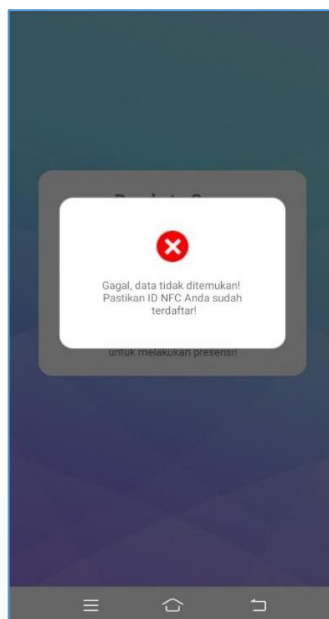 Gagal, data tidak ditemukan!
Pastikan ID NFC Anda sudah
terdaftar!
untuk melakukan presensi!